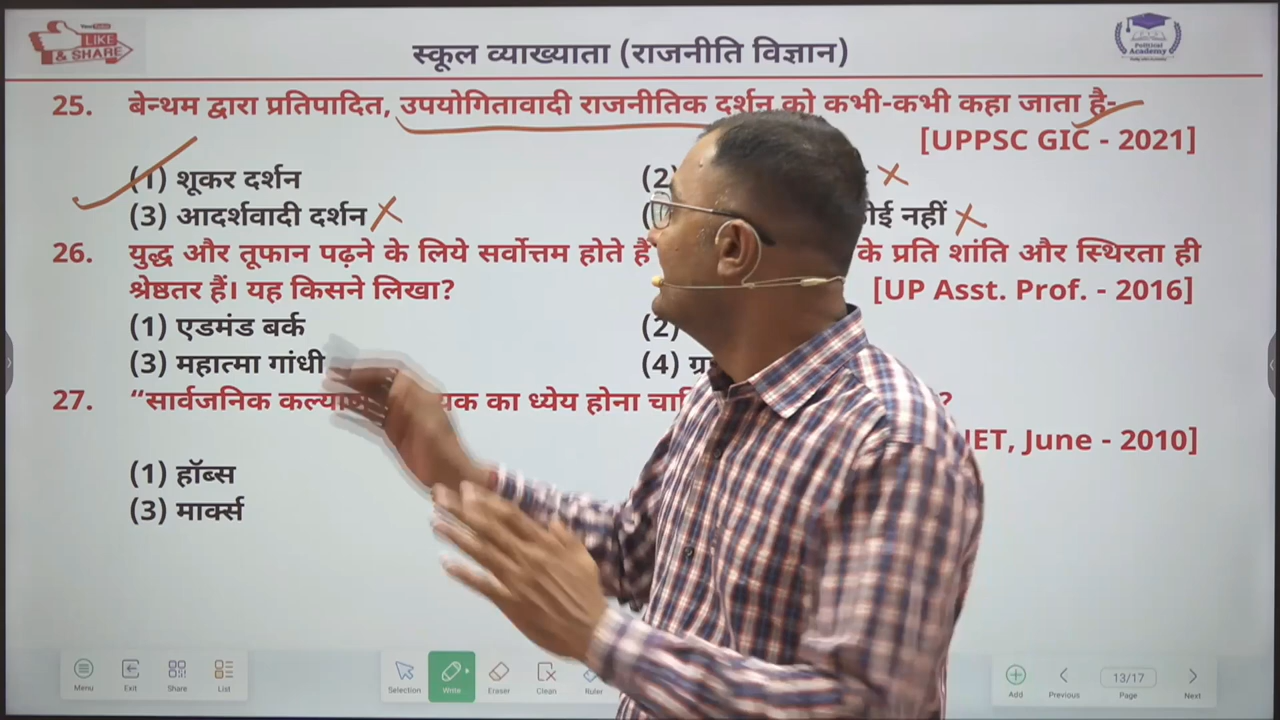 YouTube
LIKE
& SHARE
स्कूल व्याख्याता (राजनीति विज्ञान)
Political
Academy
25. बेन्थम द्वारा प्रतिपादित, उपयोगितावादी राजनीतिक दर्शन को कभी-कभी कहा जाता है-
[UPPSC GIC - 2021]
(1) शूकर दर्शन (2)
(3) आदर्शवादी दर्शन नहीं
26. युद्ध और तूफान पढ़ने के लिये सर्वोत्तम होते हैं के प्रति शांति और स्थिरता ही
श्रेष्ठतर हैं। यह किसने लिखा? [UP Asst. Prof. - 2016]
(1) एडमंड बर्क (2)
(3) महात्मा गांधी (4)
27. “सार्वजनिक का ध्येय होना ?
June - 2010]
(1) हॉब्स
(3) मार्क्स
Menu Exit Share List Selection Write Eraser Clean Ruler Add Previous 13/17 Page Next